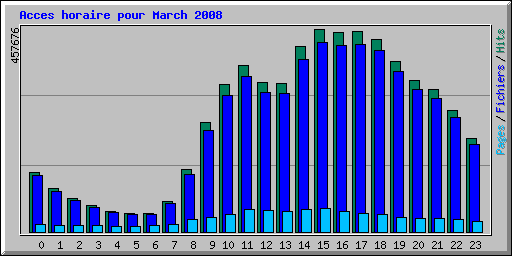 Acces horaire pour March 2008
457676
Pages / Fichiers / Hits
0 1 2 3 4 5 6 7 8 9 10 11 12 13 14 15 16 17 18 19 20 21 22 23